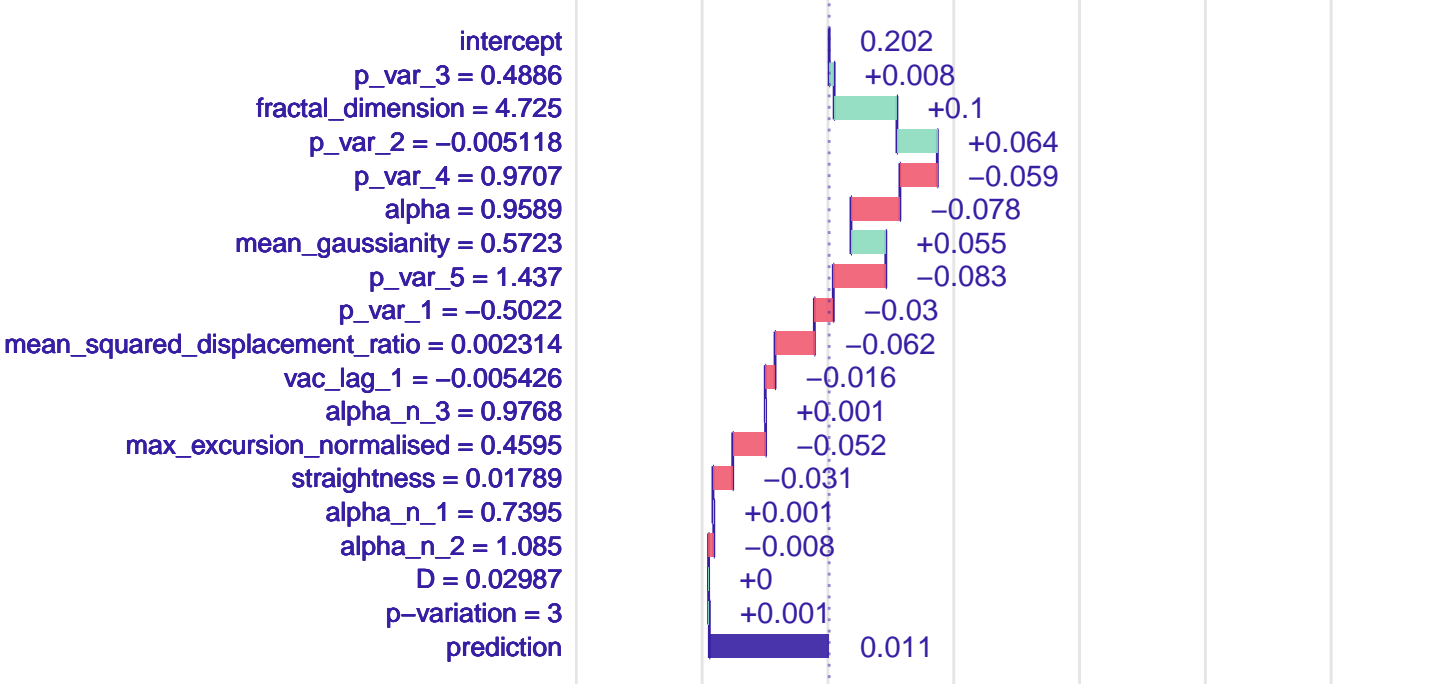 intercept 0.202
p_var_3 = 0.4886 +0.008
fractal_dimension = 4.725 +0.1
p_var_2 = −0.005118 +0.064
p_var_4 = 0.9707 −0.059
alpha = 0.9589 −0.078
mean_gaussianity = 0.5723 +0.055
p_var_5 = 1.437 −0.083
p_var_1 = −0.5022 −0.03
mean_squared_displacement_ratio = 0.002314 −0.062
vac_lag_1 = −0.005426 −0.016
alpha_n_3 = 0.9768 +0.001
max_excursion_normalised = 0.4595 −0.052
straightness = 0.01789 −0.031
alpha_n_1 = 0.7395 +0.001
alpha_n_2 = 1.085 −0.008
D = 0.02987 +0
p−variation = 3 +0.001
prediction 0.011